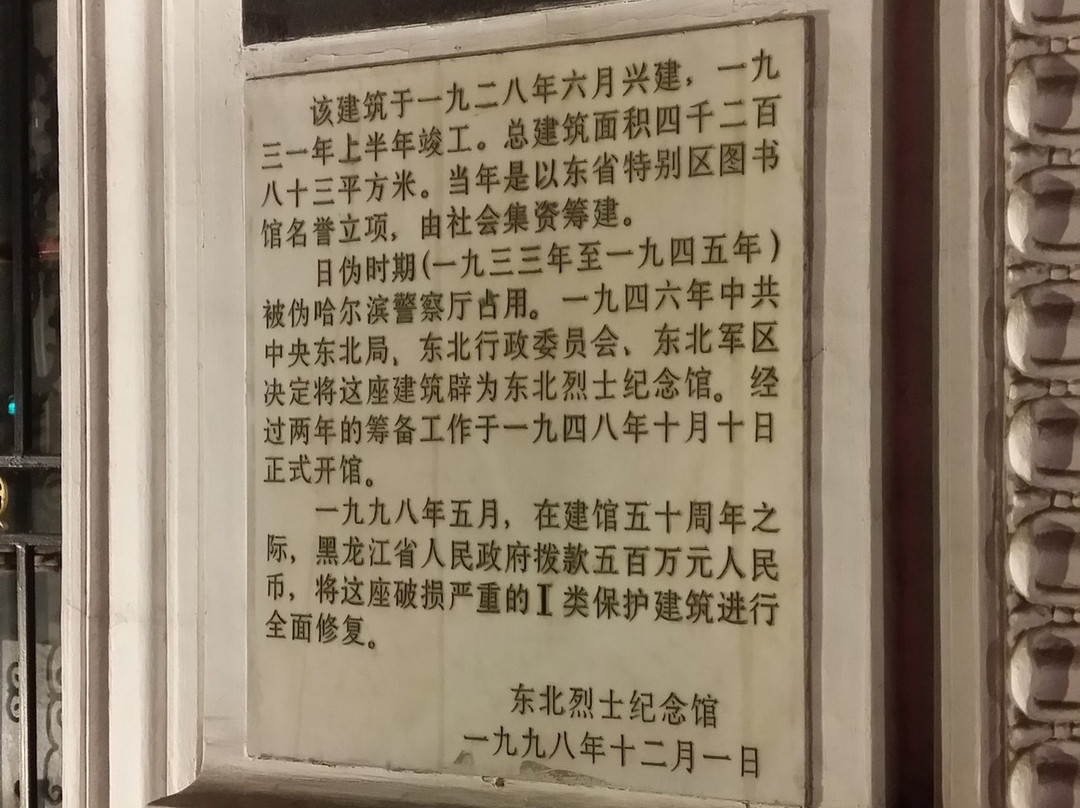 该建筑于一九二八年六月兴建，一九
三一年上半年竣工。总建筑面积四千二百
八十三平方米。当年是以东省特别区图书
馆名誉立项，由社会集资筹建。
日伪时期(一九三三年至一九四五年)
被伪哈尔滨警察厅占用。一九四六年中共
中央东北局，东北行政委员会、东北军区
决定将这座建筑辟为东北烈士纪念馆。经
过两年的筹备工作于一九四八年十月十日
正式开馆。
一九九八年五月，在建馆五十周年之
际，黑龙江省人民政府拨款五百万元人民
币，将这座破损严重的I类保护建筑进行
全面修复。
东北烈士纪念馆
一九九八年十二月一日